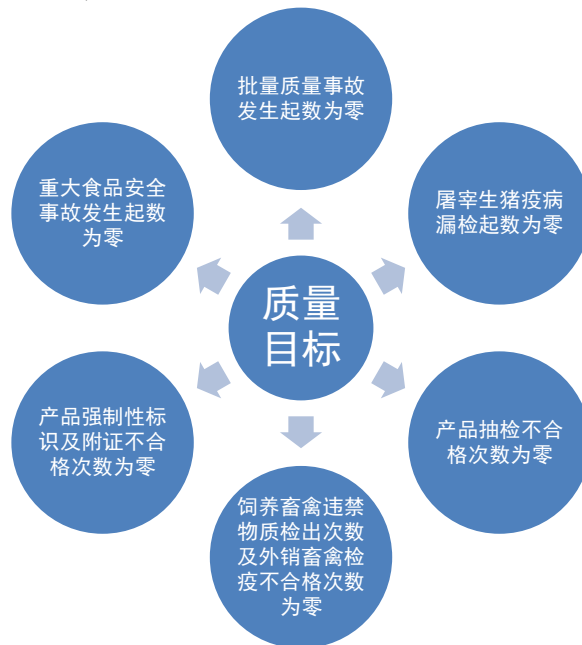 批量质量事故
发生起数为零
重大食品安全
事故发生起数
为零
屠宰生猪疫病
漏检起数为零
质量
目标
产品强制性标
识及附证不合
格次数为零
产品抽检不合
格次数为零
饲养畜禽违禁
物质检出次数
及外销畜禽检
疫不合格次数
为零